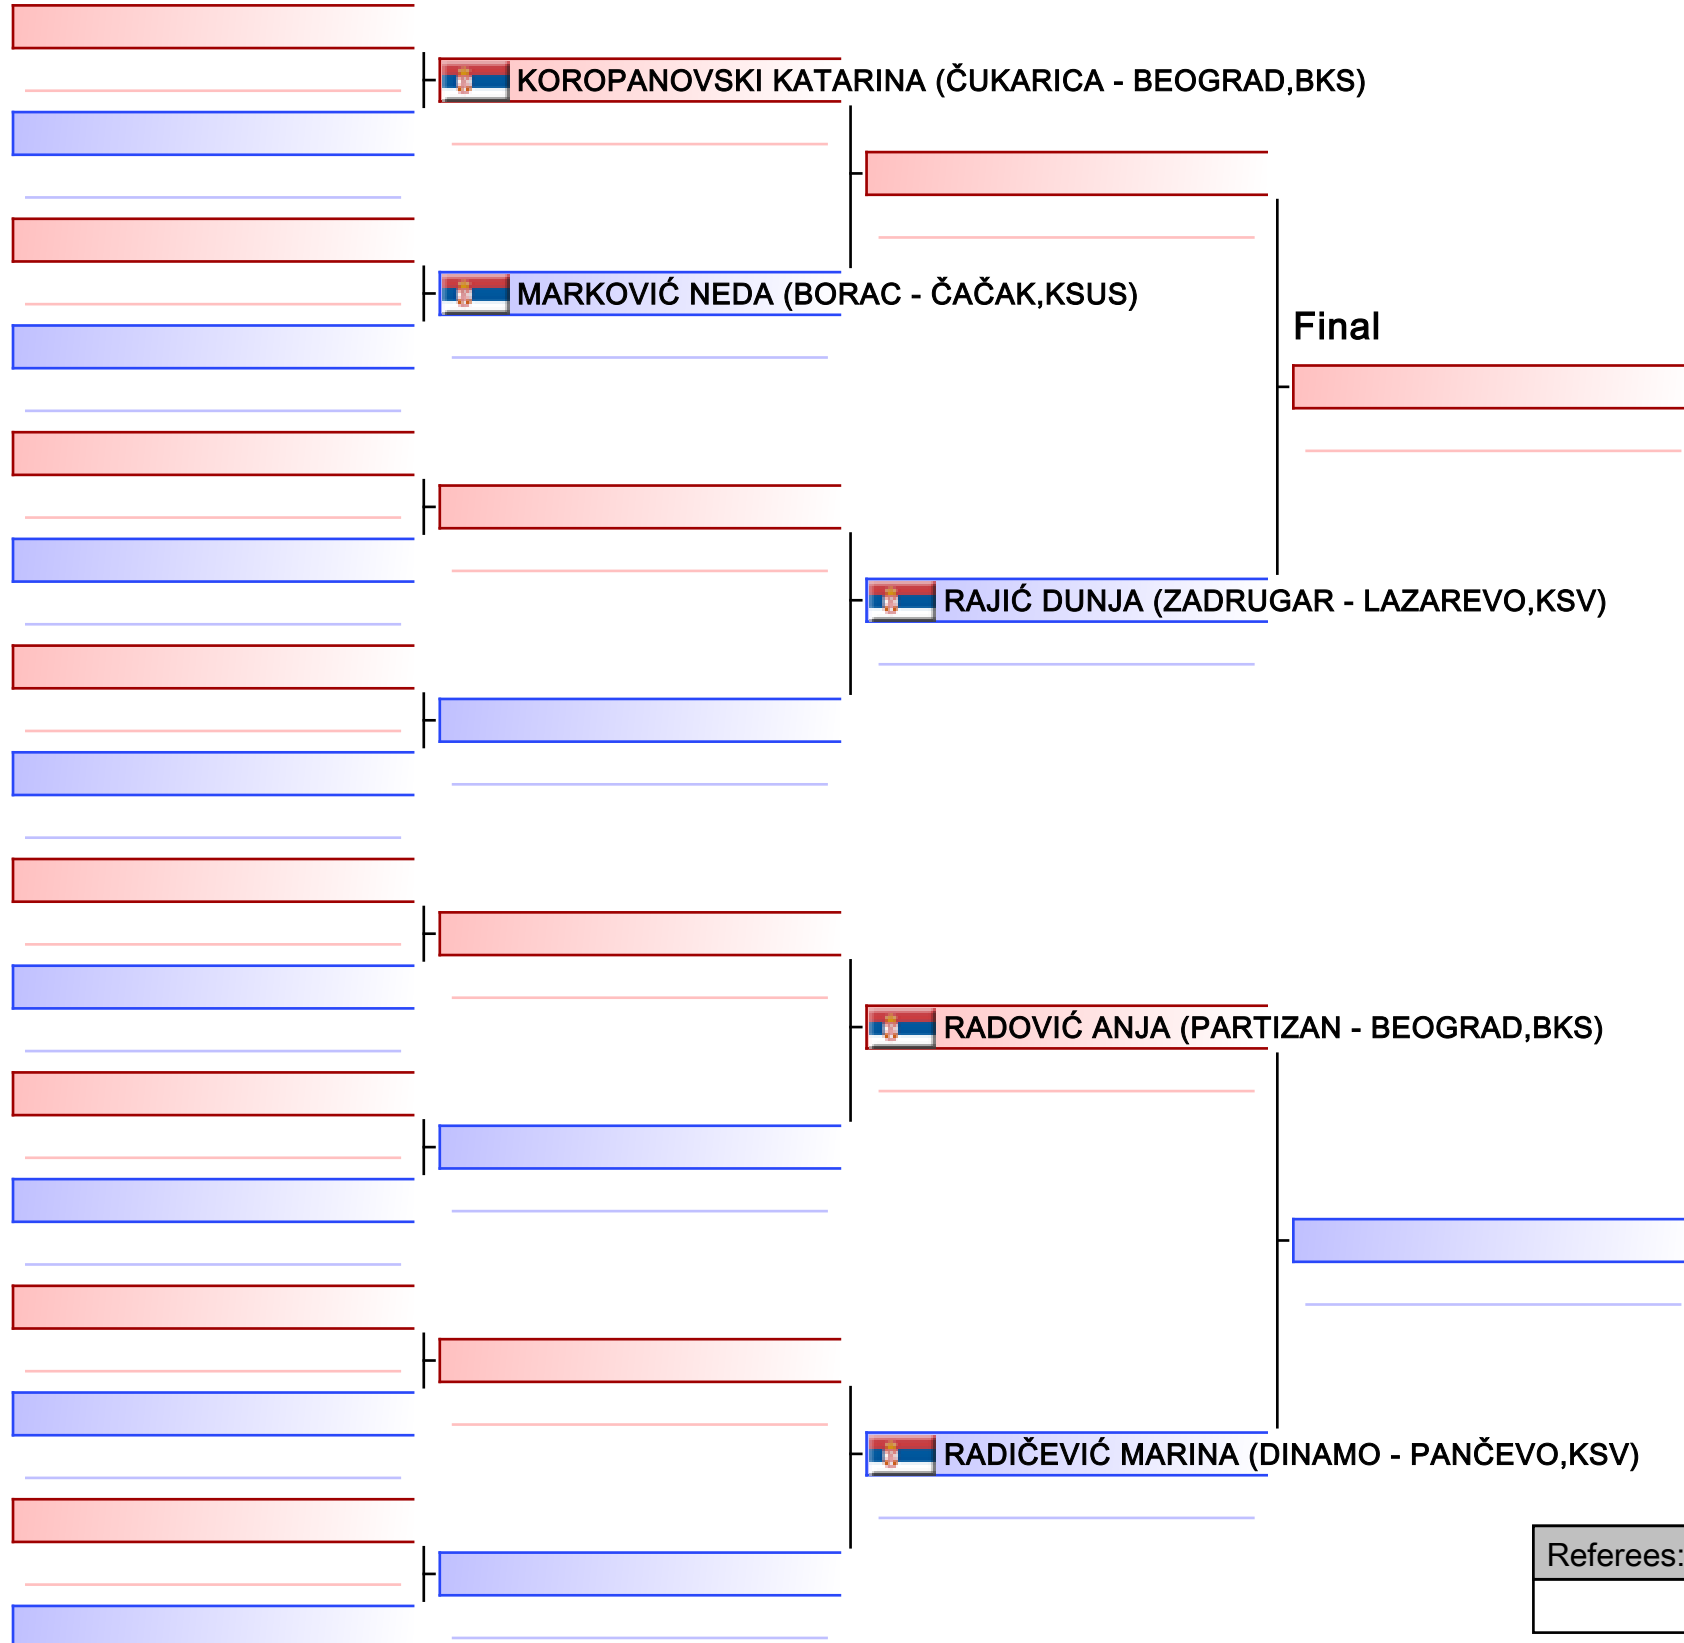 KOROPANOVSKI KATARINA (ČUKARICA - BEOGRAD,BKS)
MARKOVIĆ NEDA (BORAC - ČAČAK,KSUS)
Final
RAJIĆ DUNJA (ZADRUGAR - LAZAREVO,KSV)
RADOVIĆ ANJA (PARTIZAN - BEOGRAD,BKS)
RADIČEVIĆ MARINA (DINAMO - PANČEVO,KSV)
Referees: